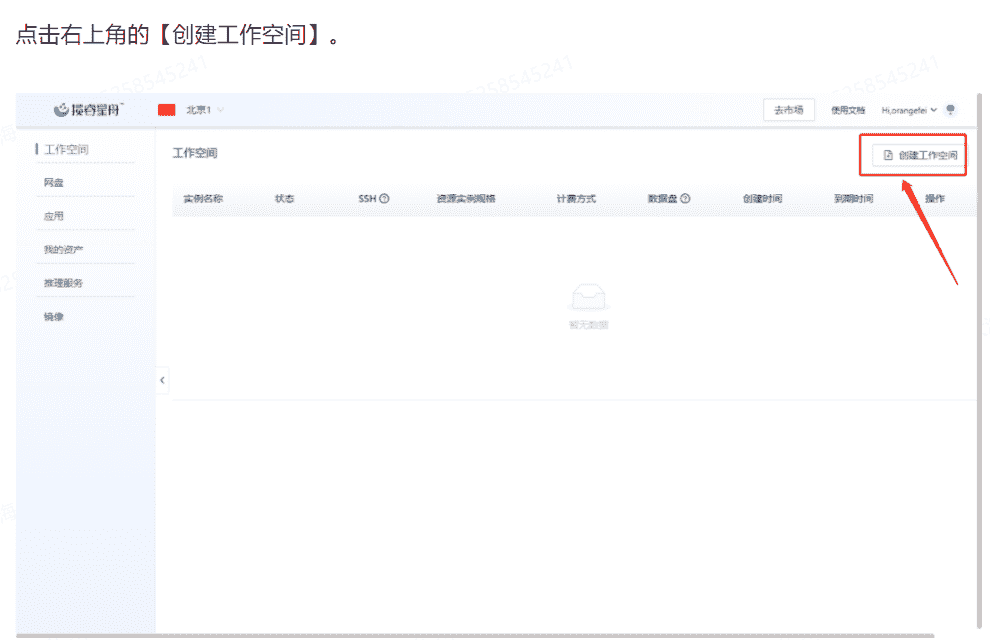 点击右上角的【创建工作空间】。
揽睿星舟 北京1 去市场 使用文档 Hi,orangefei
工作空间 工作空间 创建工作空间
网盘
实例名称 状态 SSH 资源实例规格 计费方式 数据盘 创建时间 到期时间 操作
应用
我的资产
推理服务
镜像
暂无数据